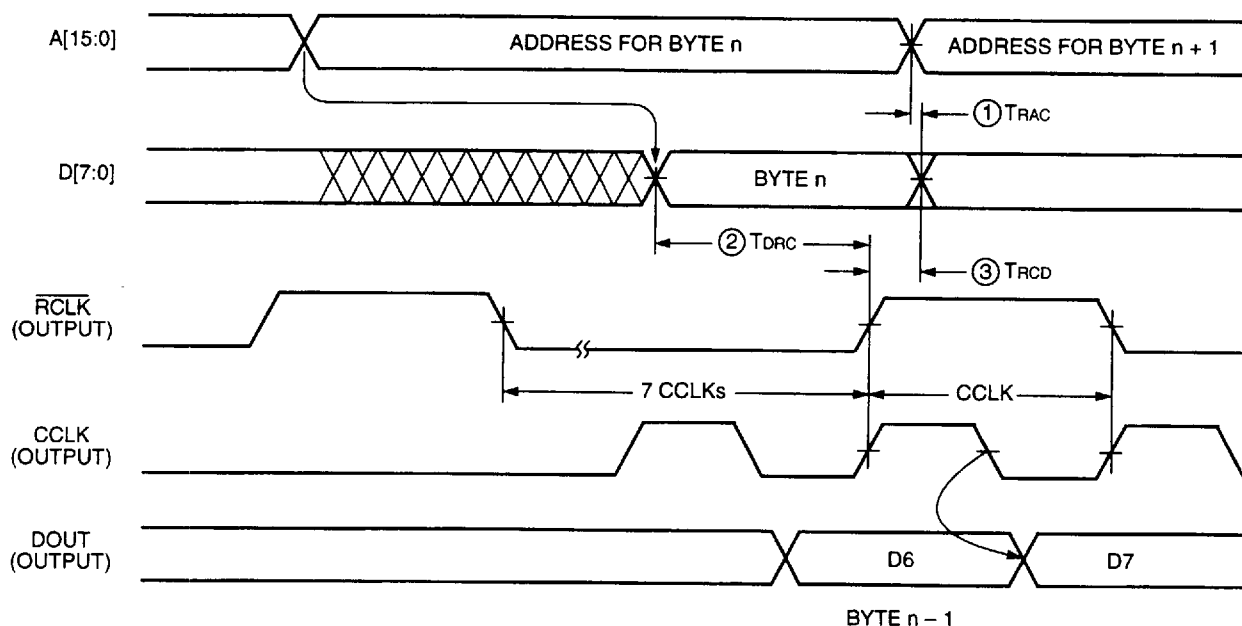 A[15:0]
ADDRESS FOR BYTE n
ADDRESS FOR BYTE n + 1
① TRAC
D[7:0]
BYTE n
② TDRC
③ TRCD
R̅C̅L̅K̅
(OUTPUT)
7 CCLKs
CCLK
CCLK
(OUTPUT)
DOUT
(OUTPUT)
D6
D7
BYTE n – 1